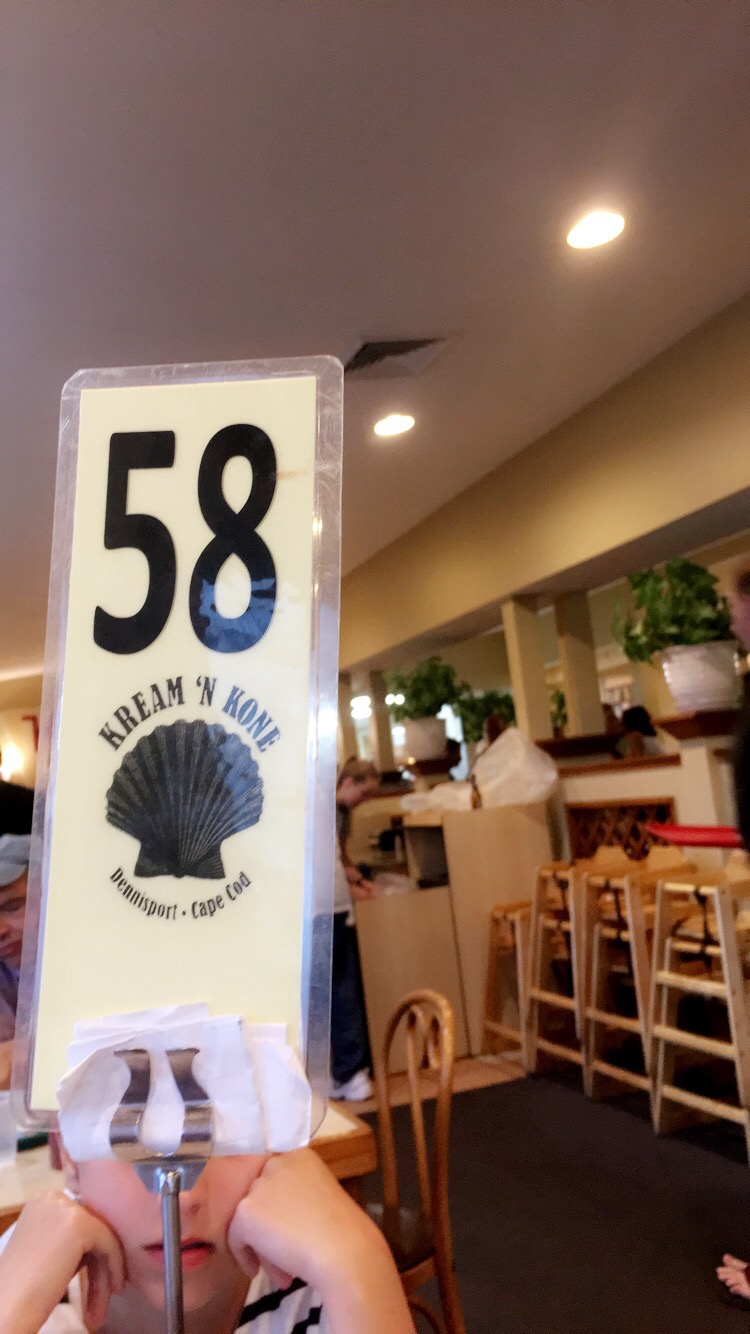 58
KREAM 'N KONE
Dennisport • Cape Cod